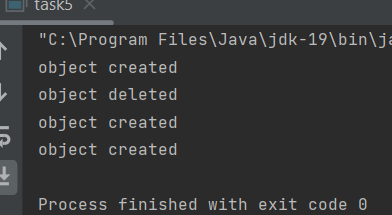 task5
"C:\Program Files\Java\jdk-19\bin\ja
object created
object deleted
object created
object created
Process finished with exit code 0